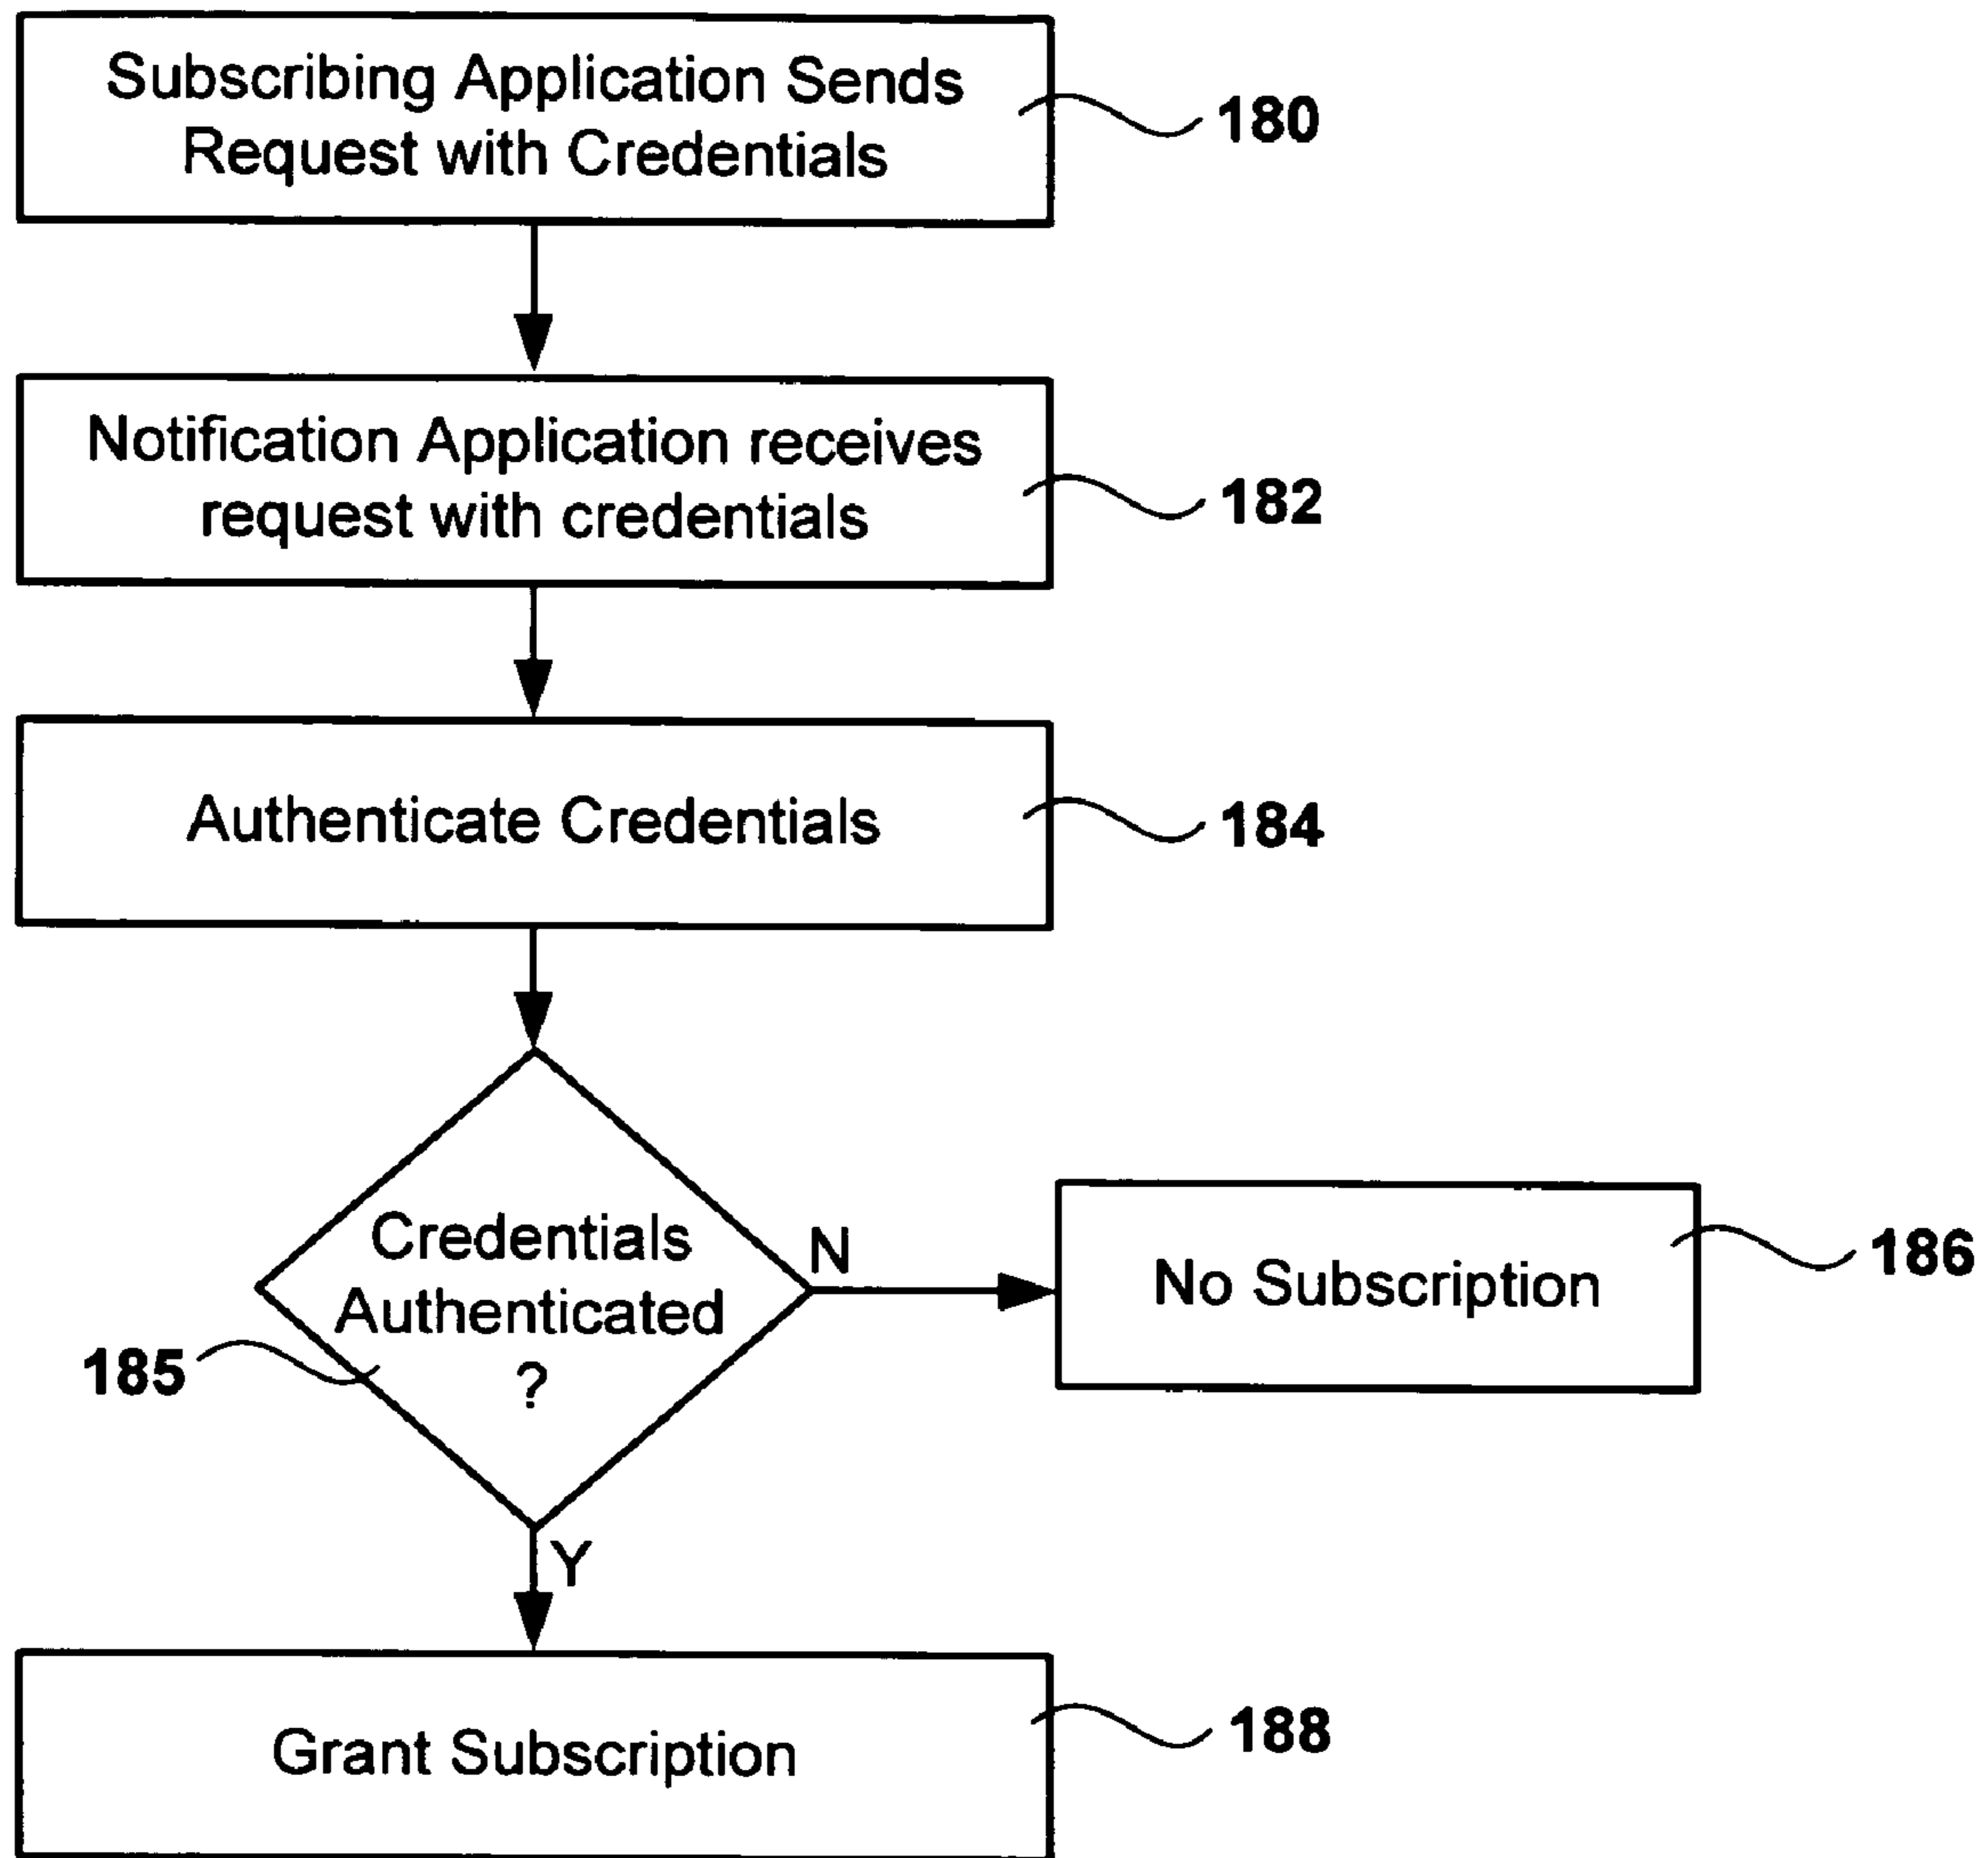 Subscribing Application Sends
Request with Credentials
180
Notification Application receives
request with credentials
182
Authenticate Credentials
184
Credentials
Authenticated
?
185
N
No Subscription
186
Y
Grant Subscription
188